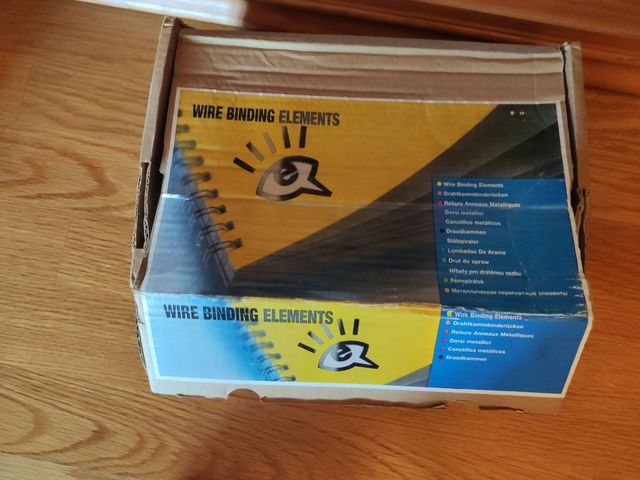 WIRE BINDING ELEMENTS
e
Wire Binding Elements
Drahtkammbinderücken
Reliure Anneaux Métalliques
Dorsi metallici
Canutillos metálicos
Draadkammen
Stålspiraler
Lombadas De Arame
Drut do opraw
Hřbety pro drátěnou vazbu
Fémspirálok
Металлические переплетные элементы
WIRE BINDING ELEMENTS
e
Wire Binding Elements
Drahtkammbinderücken
Reliure Anneaux Métalliques
Dorsi metallici
Canutillos metálicos
Draadkammen